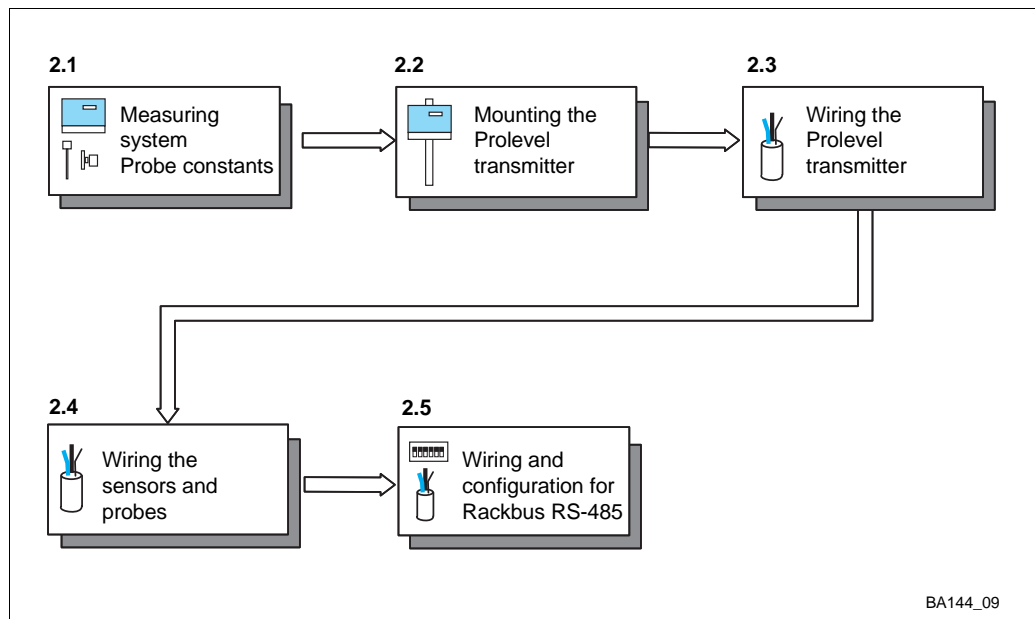 2.1
Measuring
system
Probe constants
2.2
Mounting the
Prolevel
transmitter
2.3
Wiring the
Prolevel
transmitter
2.4
Wiring the
sensors and
probes
2.5
Wiring and
configuration for
Rackbus RS-485
BA144_09